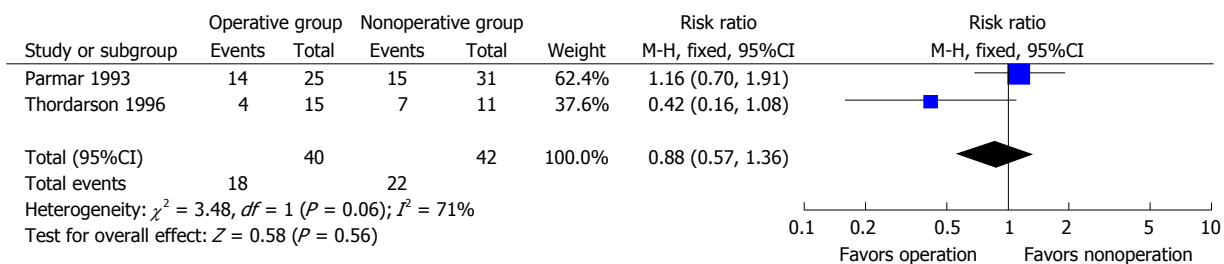 Operative group Nonoperative group Risk ratio Risk ratio
Study or subgroup Events Total Events Total Weight M-H, fixed, 95%CI M-H, fixed, 95%CI
Parmar 1993 14 25 15 31 62.4% 1.16 (0.70, 1.91)
Thordarson 1996 4 15 7 11 37.6% 0.42 (0.16, 1.08)
Total (95%CI) 40 42 100.0% 0.88 (0.57, 1.36)
Total events 18 22
Heterogeneity: χ² = 3.48, df = 1 (P = 0.06); I² = 71%
Test for overall effect: Z = 0.58 (P = 0.56)
0.1 0.2 0.5 1 2 5 10
Favors operation Favors nonoperation